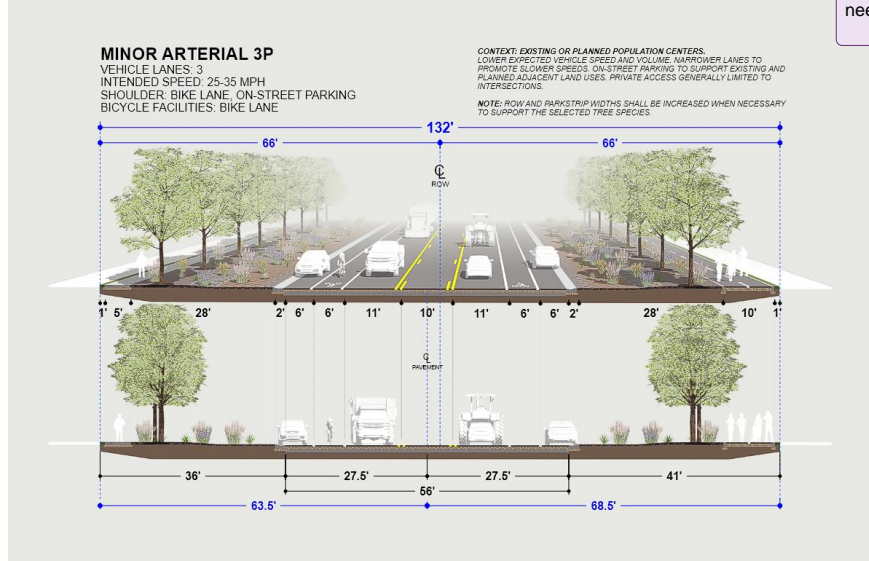 nee
MINOR ARTERIAL 3P
VEHICLE LANES: 3
INTENDED SPEED: 25-35 MPH
SHOULDER: BIKE LANE, ON-STREET PARKING
BICYCLE FACILITIES: BIKE LANE
CONTEXT: EXISTING OR PLANNED POPULATION CENTERS.
LOWER EXPECTED VEHICLE SPEED AND VOLUME. NARROWER LANES TO
PROMOTE SLOWER SPEEDS. ON-STREET PARKING TO SUPPORT EXISTING AND
PLANNED ADJACENT LAND USES. PRIVATE ACCESS GENERALLY LIMITED TO
INTERSECTIONS.
NOTE: ROW AND PARKSTRIP WIDTHS SHALL BE INCREASED WHEN NECESSARY
TO SUPPORT THE SELECTED TREE SPECIES.
132'
66' 66'
CL
ROW
1' 5' 28' 2' 6' 6' 11' 10' 11' 6' 6' 2' 28' 10' 1'
CL
PAVEMENT
36' 27.5' 27.5' 41'
56'
63.5' 68.5'